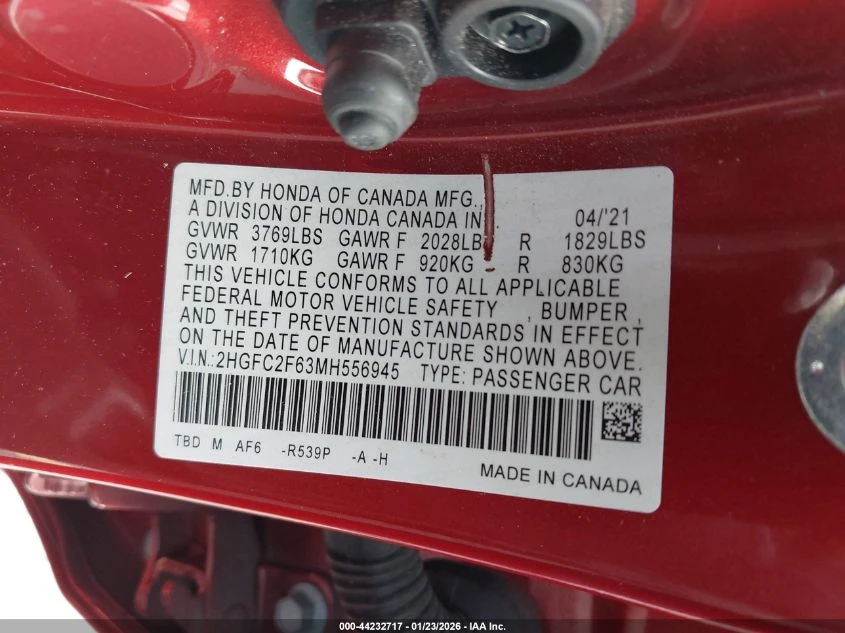 MFD.BY HONDA OF CANADA MFG.,
A DIVISION OF HONDA CANADA IN 04/'21
GVWR 3769LBS GAWR F 2028LB R 1829LBS
GVWR 1710KG GAWR F 920KG R 830KG
THIS VEHICLE CONFORMS TO ALL APPLICABLE
FEDERAL MOTOR VEHICLE SAFETY , BUMPER ,
AND THEFT PREVENTION STANDARDS IN EFFECT
ON THE DATE OF MANUFACTURE SHOWN ABOVE.
V.I.N.:2HGFC2F63MH556945 TYPE: PASSENGER CAR
TBD M AF6 -R539P -A -H
MADE IN CANADA
000-44232717 - 01/23/2026 - IAA Inc.